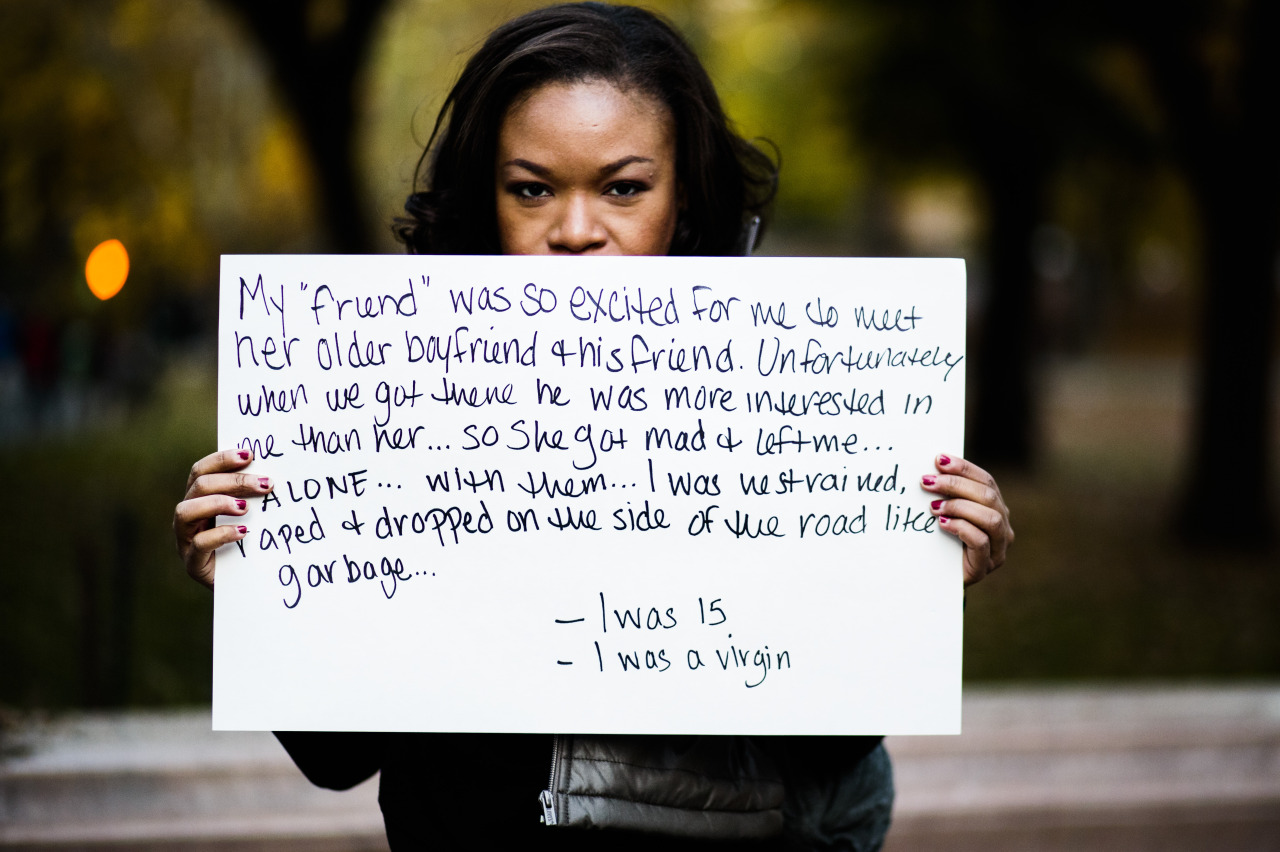 My "friend" was so excited for me to meet
her older boyfriend & his friend. Unfortunately
when we got there he was more interested in
me than her... so she got mad & left me...
ALONE... with them... I was restrained,
raped & dropped on the side of the road like
garbage...
- I was 15
- I was a virgin